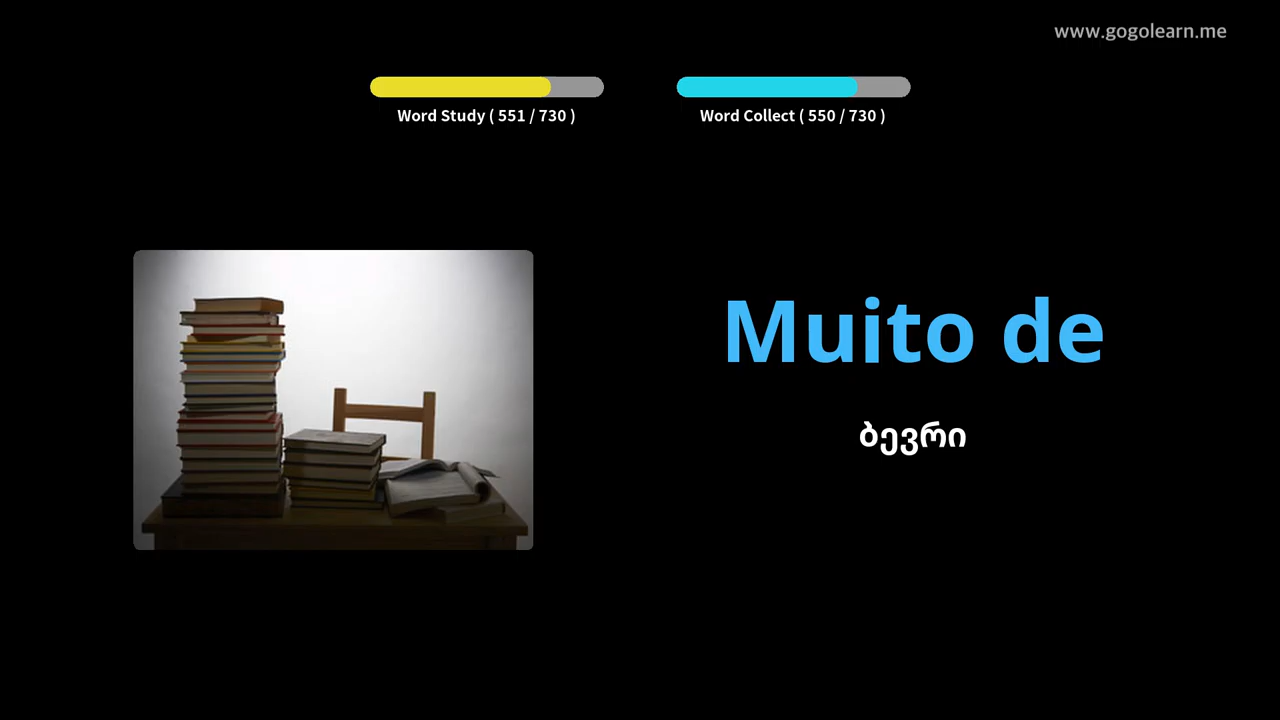 www.gogolearn.me
Word Study ( 551 / 730 )
Word Collect ( 550 / 730 )
Muito de
ბევრი